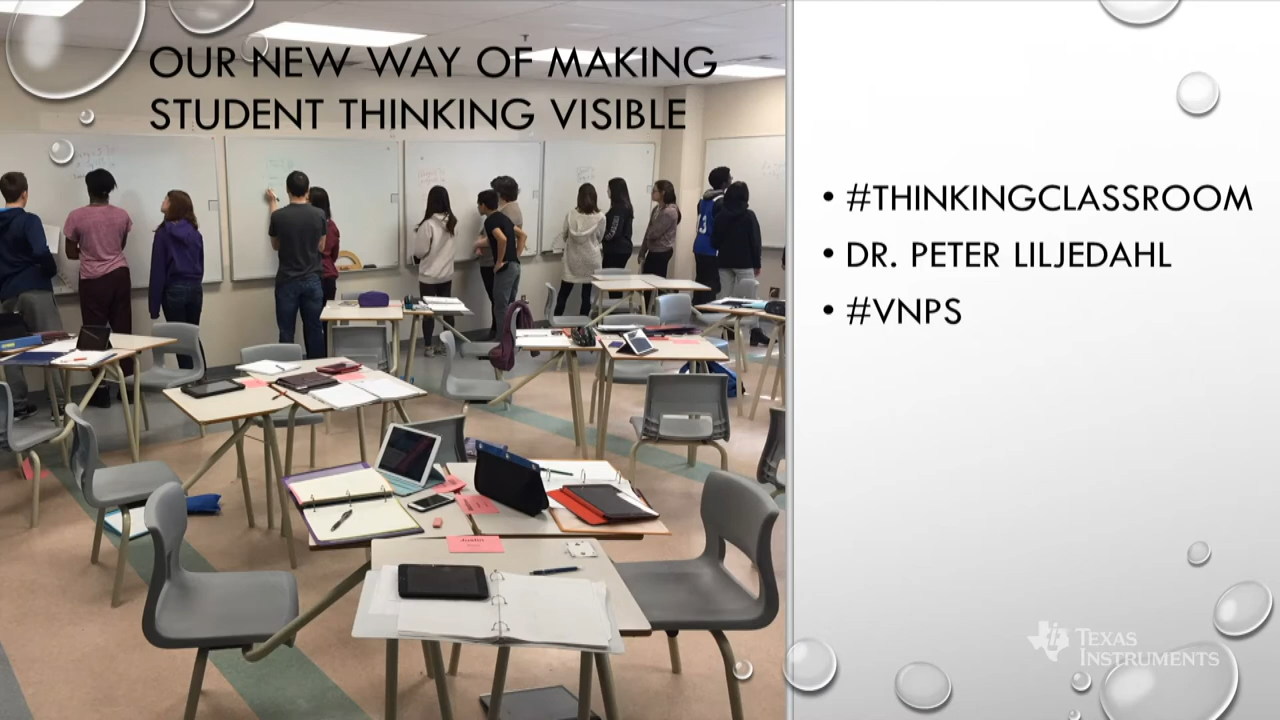 OUR NEW WAY OF MAKING
STUDENT THINKING VISIBLE
• #THINKINGCLASSROOM
• DR. PETER LILJEDAHL
• #VNPS
TEXAS
INSTRUMENTS